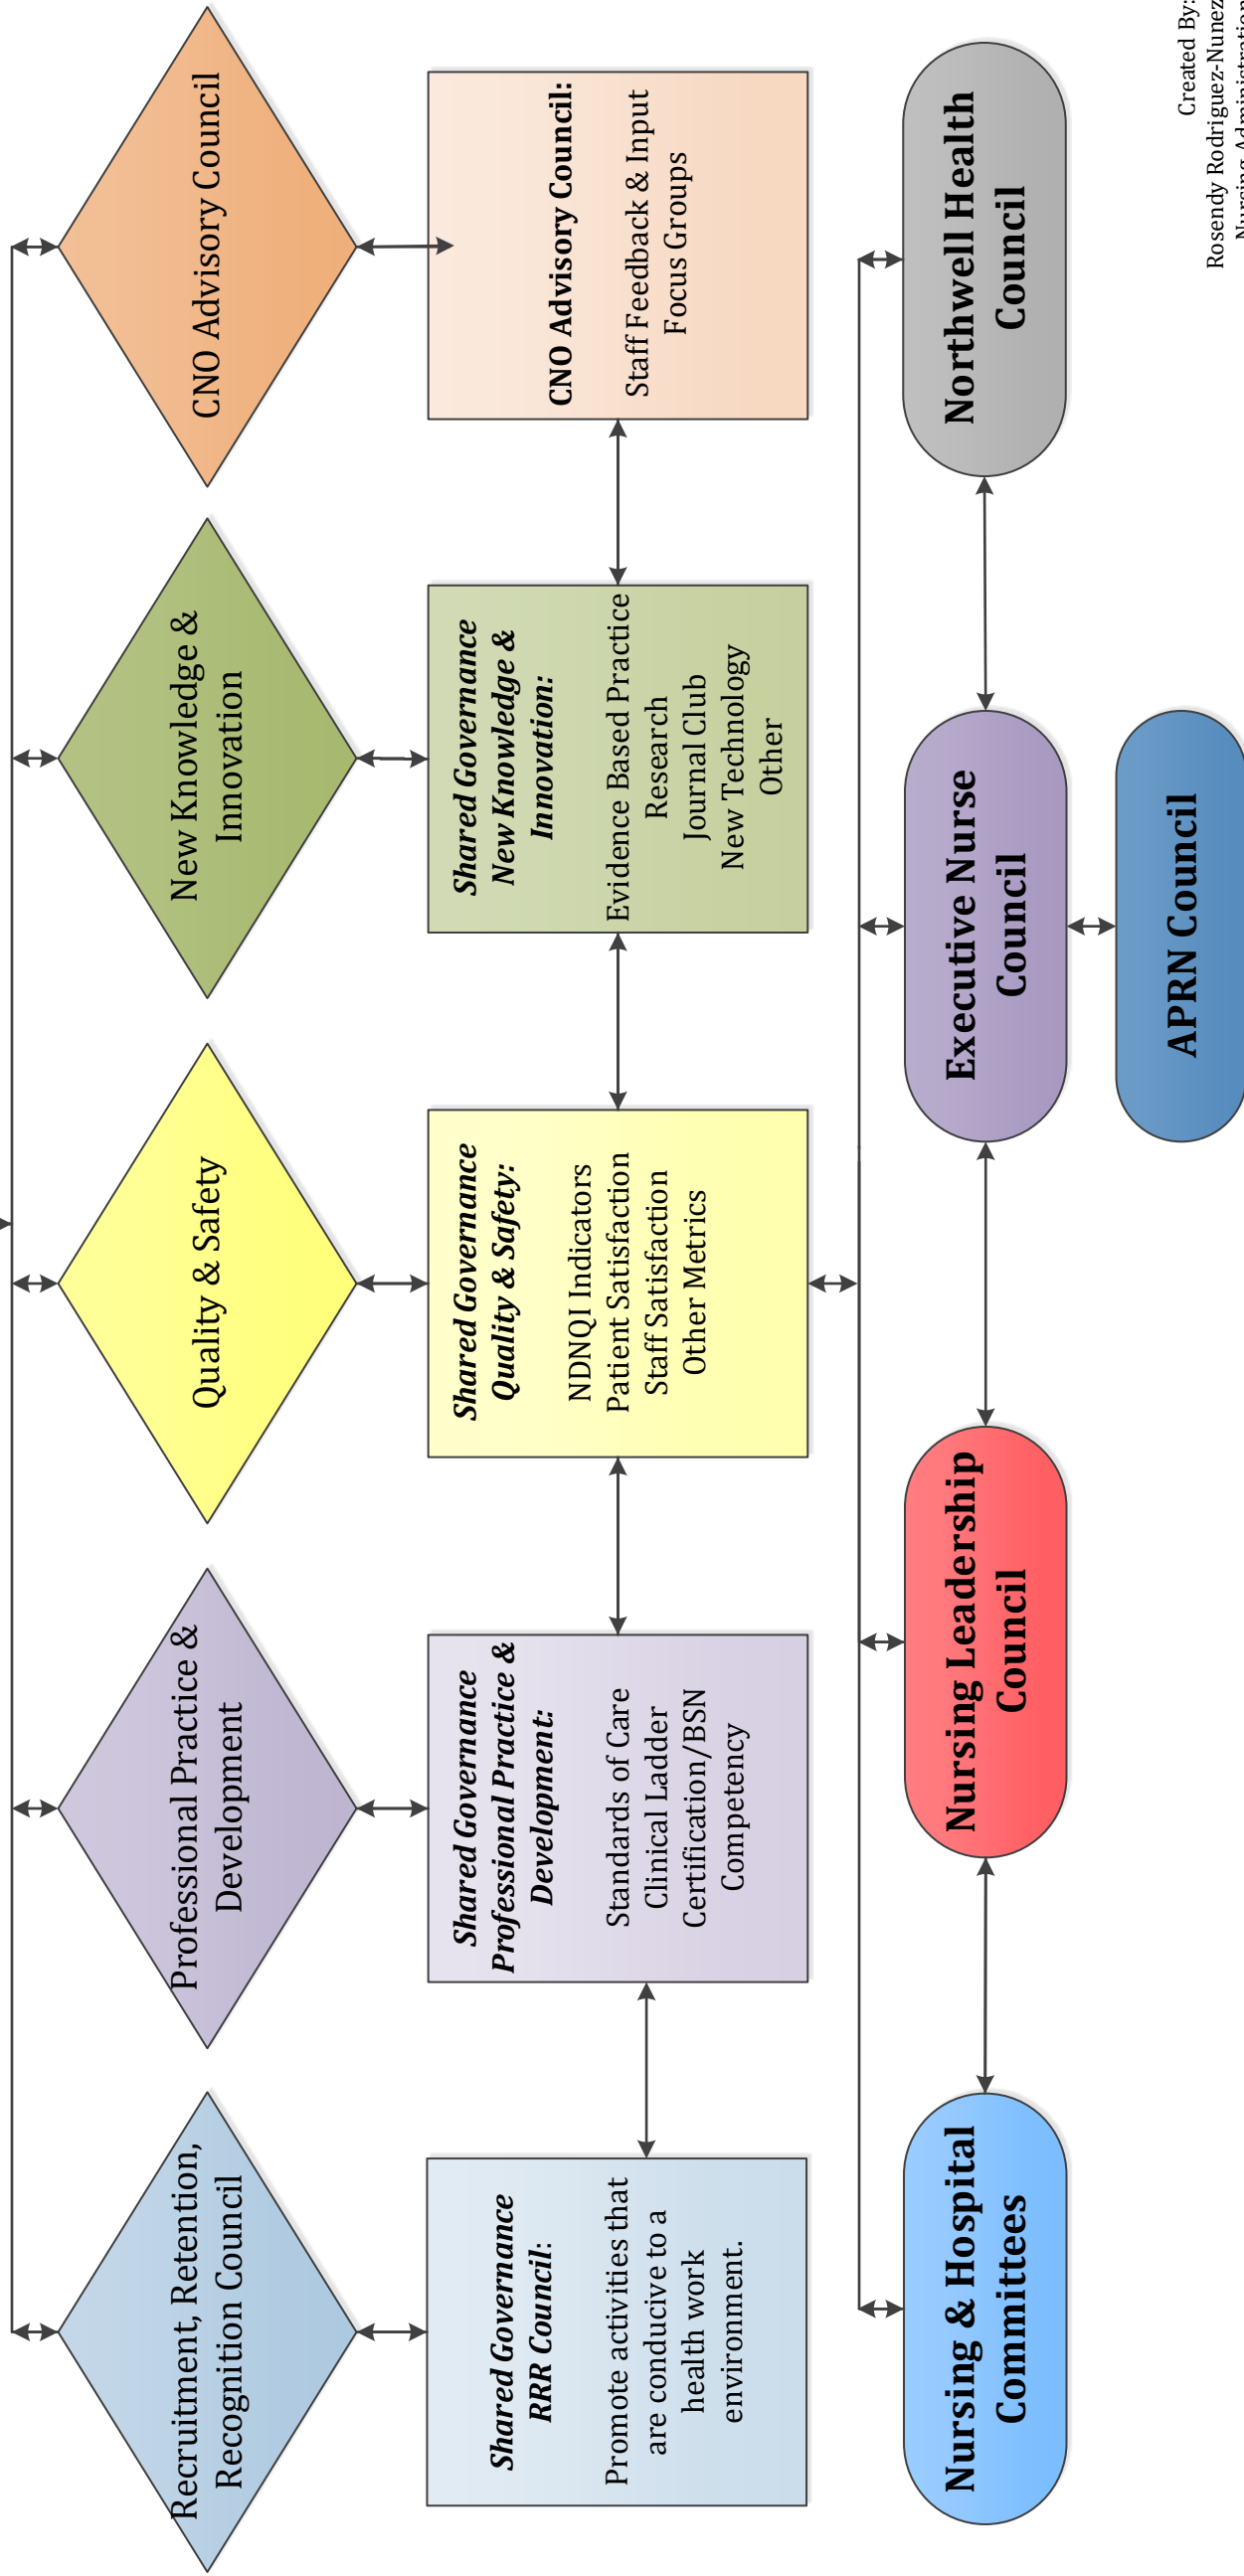 Recruitment, Retention,
Recognition Council
Professional Practice &
Development
Quality & Safety
New Knowledge &
Innovation
CNO Advisory Council
Shared Governance
RRR Council:
Promote activities that
are conducive to a
health work
environment.
Shared Governance
Professional Practice &
Development:
Standards of Care
Clinical Ladder
Certification/BSN
Competency
Shared Governance
Quality & Safety:
NDNQI Indicators
Patient Satisfaction
Staff Satisfaction
Other Metrics
Shared Governance
New Knowledge &
Innovation:
Evidence Based Practice
Research
Journal Club
New Technology
Other
CNO Advisory Council:
Staff Feedback & Input
Focus Groups
Nursing & Hospital
Committees
Nursing Leadership
Council
Executive Nurse
Council
Northwell Health
Council
APRN Council
Created By:
Rosendy Rodriguez-Nunez
Nursing Administration